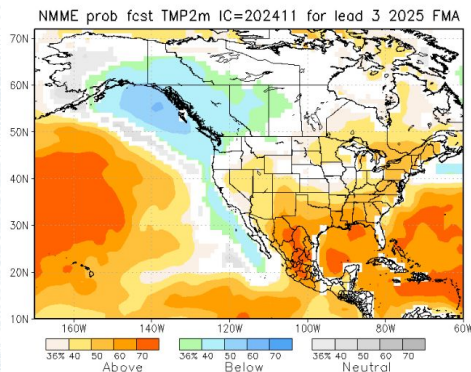 NMME prob fcst TMP2m IC=202411 for lead 3 2025 FMA
70N
60N
50N
40N
30N
20N
10N
160W 140W 120W 100W 80W 60W
36% 40 50 60 70 36% 40 50 60 70 36% 40 50 60 70
Above Below Neutral